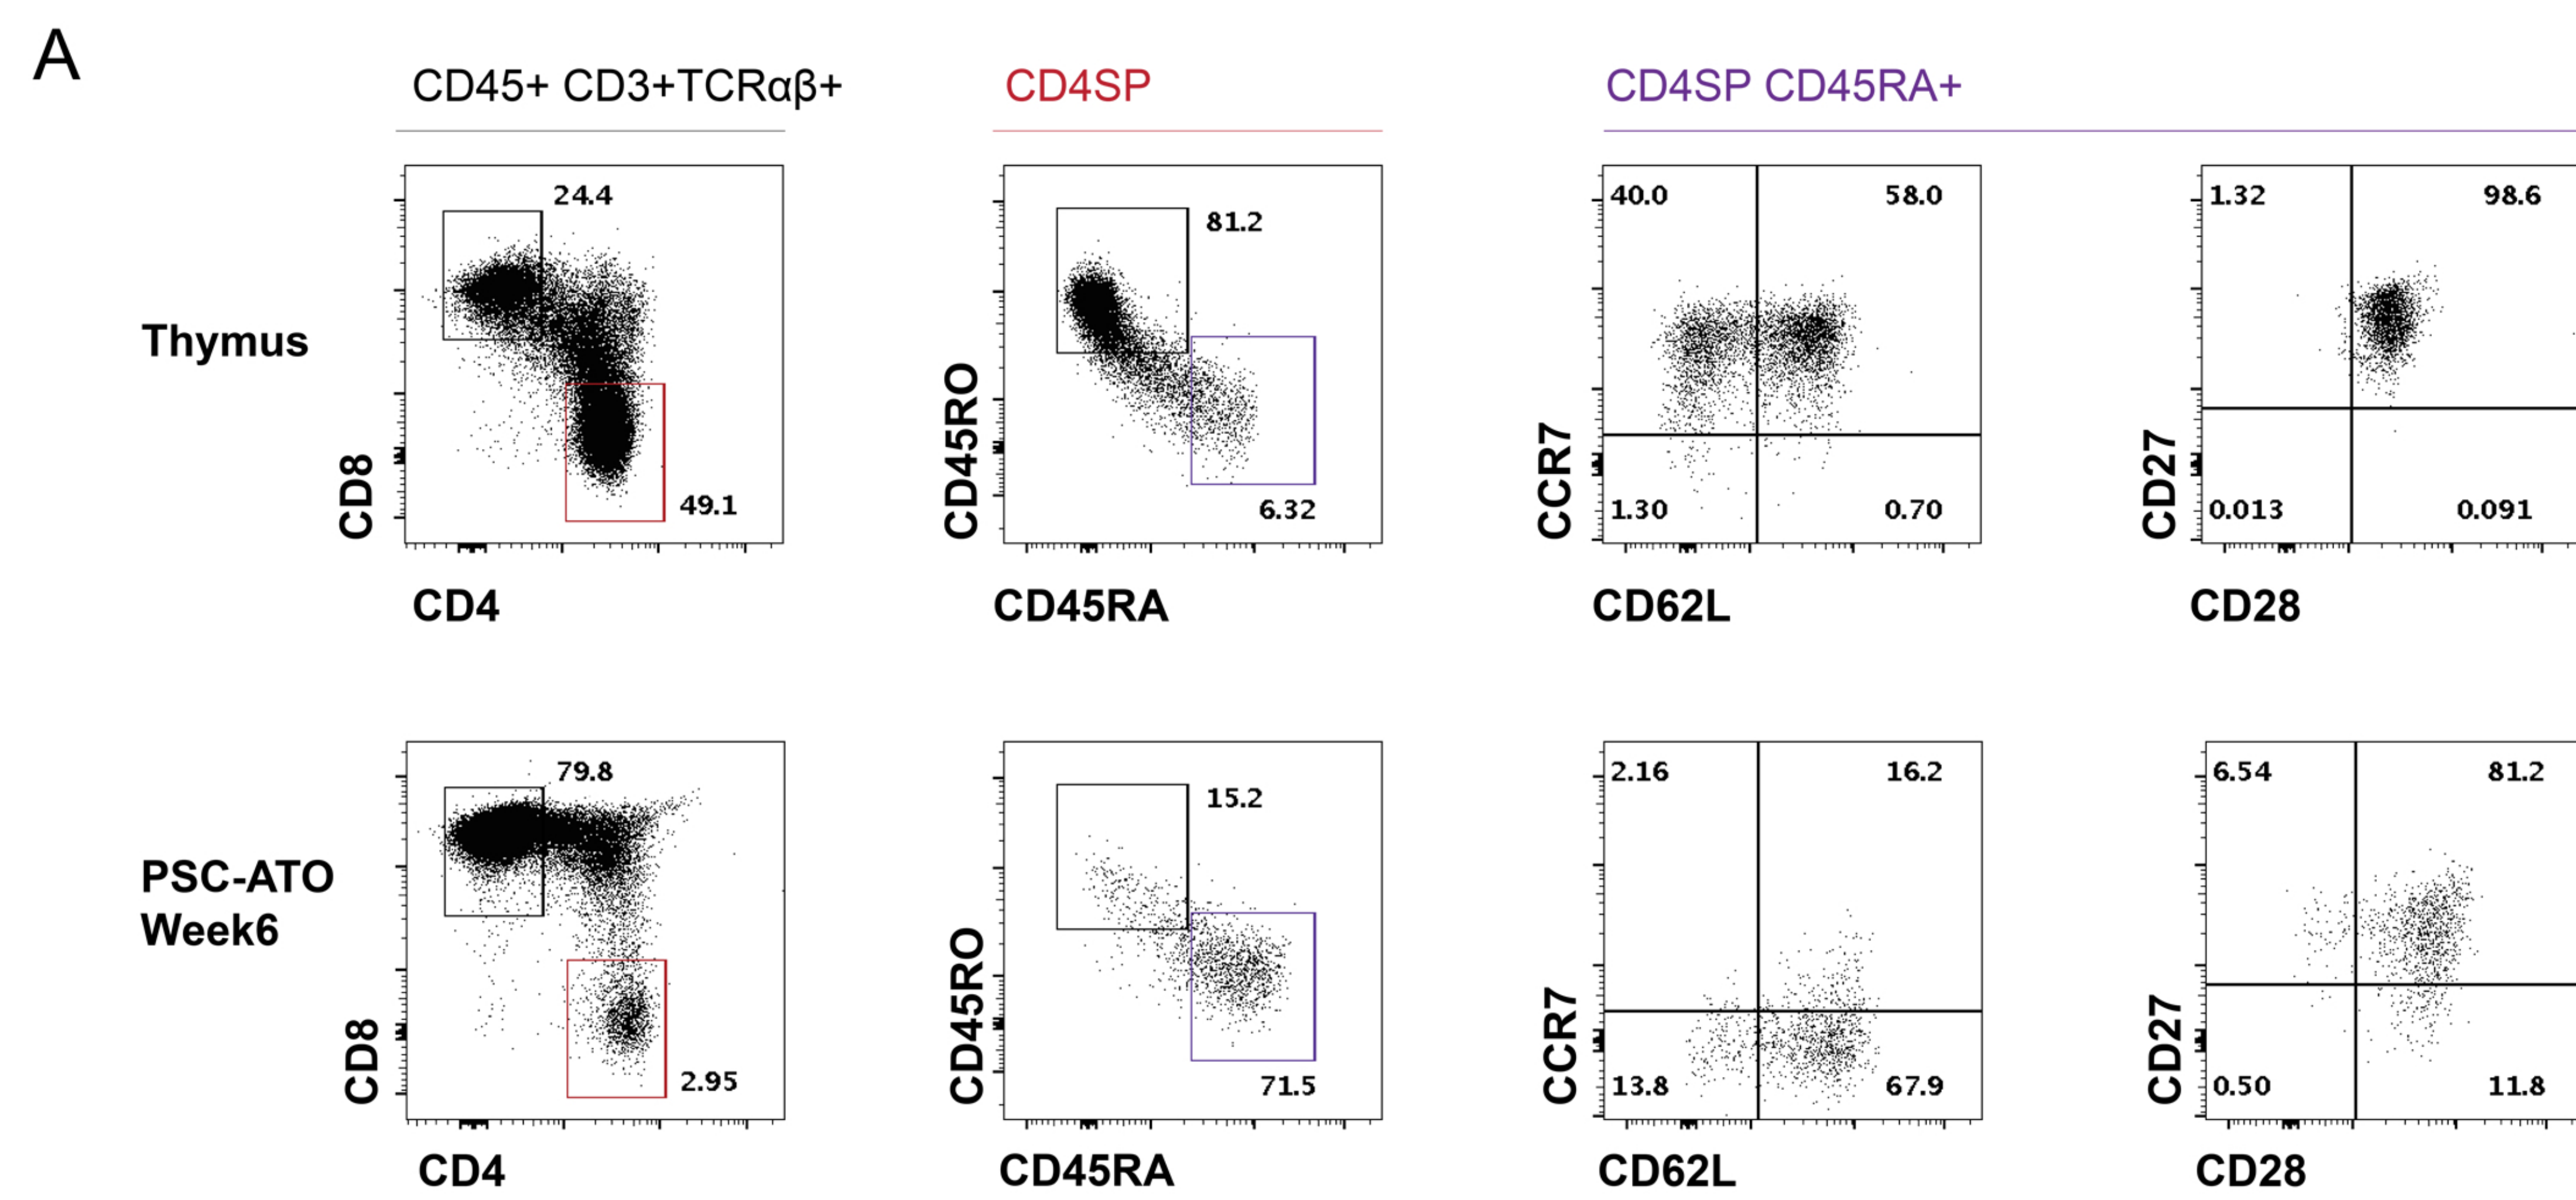 A
CD45+ CD3+TCRαβ+
CD4SP
CD4SP CD45RA+
Thymus
24.4
49.1
CD8
CD4
81.2
6.32
CD45RO
CD45RA
40.0
58.0
1.30
0.70
CCR7
CD62L
1.32
98.6
0.013
0.091
CD27
CD28
PSC-ATO
Week6
79.8
2.95
CD8
CD4
15.2
71.5
CD45RO
CD45RA
2.16
16.2
13.8
67.9
CCR7
CD62L
6.54
81.2
0.50
11.8
CD27
CD28